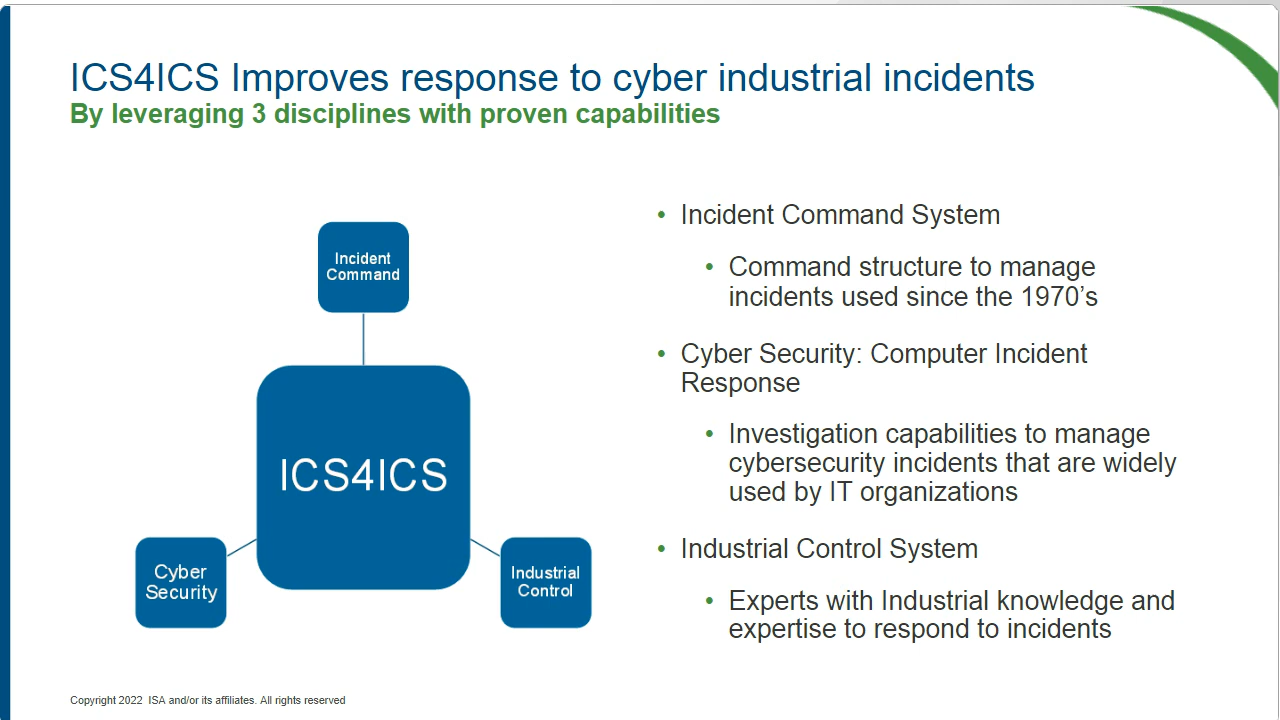 ICS4ICS Improves response to cyber industrial incidents
By leveraging 3 disciplines with proven capabilities
Incident
Command
ICS4ICS
Cyber
Security
Industrial
Control
• Incident Command System
• Command structure to manage
incidents used since the 1970’s
• Cyber Security: Computer Incident
Response
• Investigation capabilities to manage
cybersecurity incidents that are widely
used by IT organizations
• Industrial Control System
• Experts with Industrial knowledge and
expertise to respond to incidents
Copyright 2022 ISA and/or its affiliates. All rights reserved